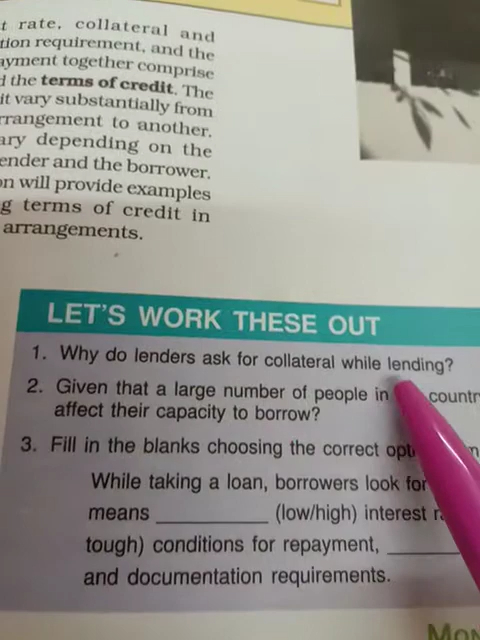 t rate, collateral and
tion requirement, and the
ayment together comprise
d the terms of credit. The
it vary substantially from
rrangement to another.
ary depending on the
ender and the borrower.
on will provide examples
g terms of credit in
arrangements.
LET'S WORK THESE OUT
1. Why do lenders ask for collateral while lending?
2. Given that a large number of people in countr
affect their capacity to borrow?
3. Fill in the blanks choosing the correct opti
While taking a loan, borrowers look for
means __________ (low/high) interest r
tough) conditions for repayment, ________
and documentation requirements.
MON